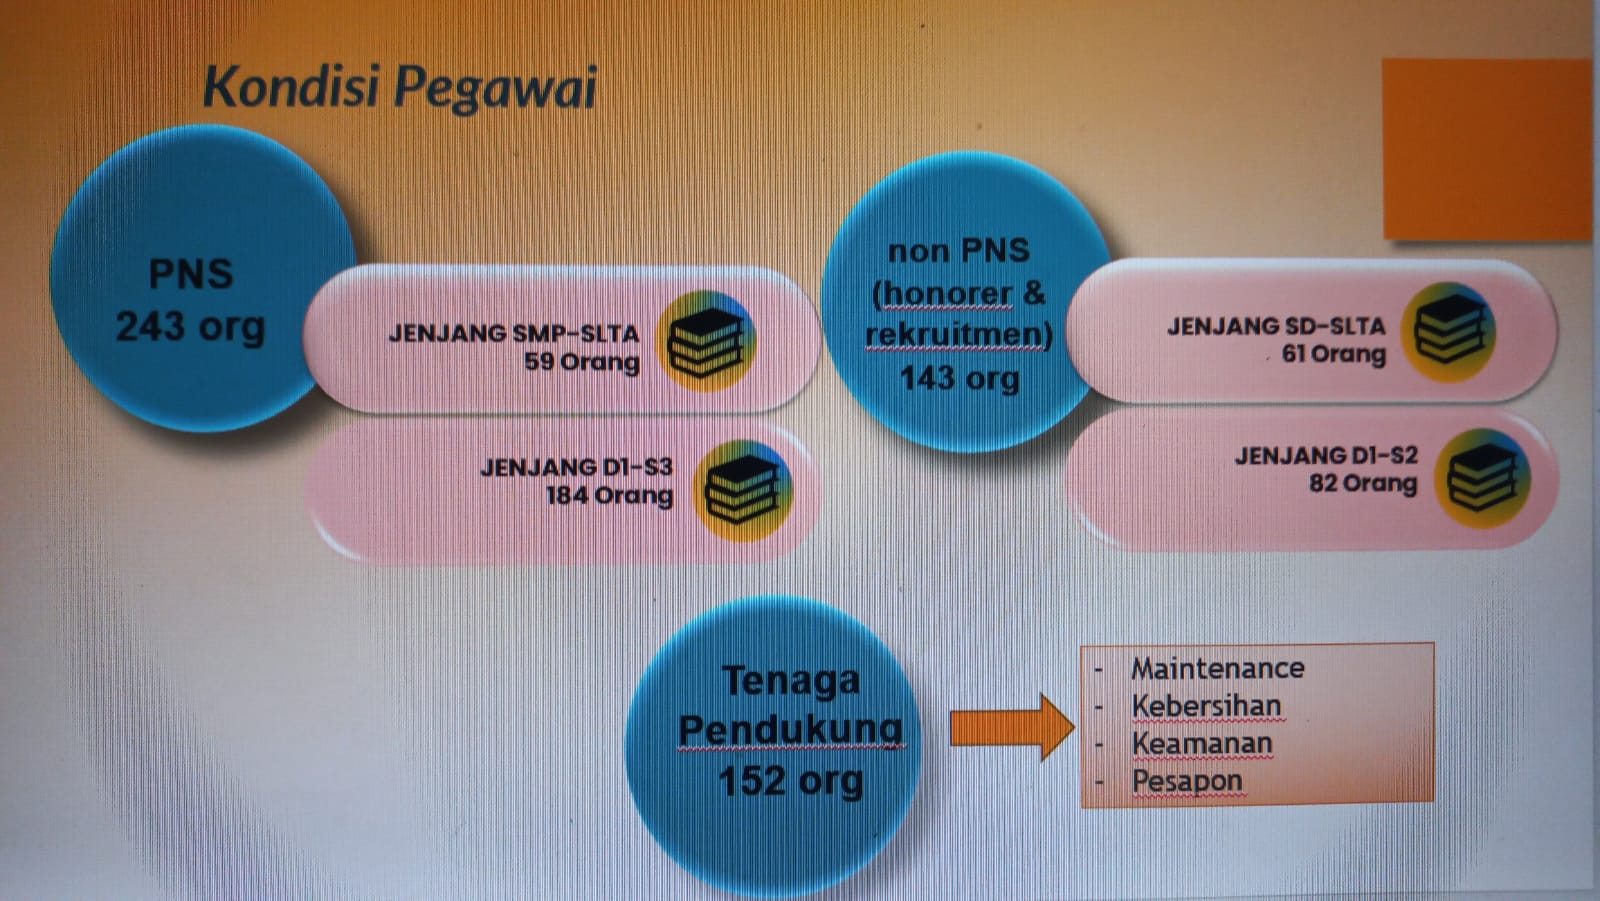 Kondisi Pegawai
PNS
243 org
JENJANG SMP-SLTA
59 Orang
JENJANG D1-S3
184 Orang
non PNS
(honorer &
rekruitmen)
143 org
JENJANG SD-SLTA
61 Orang
JENJANG D1-S2
82 Orang
Tenaga
Pendukung
152 org
- Maintenance
- Kebersihan
- Keamanan
- Pesapon